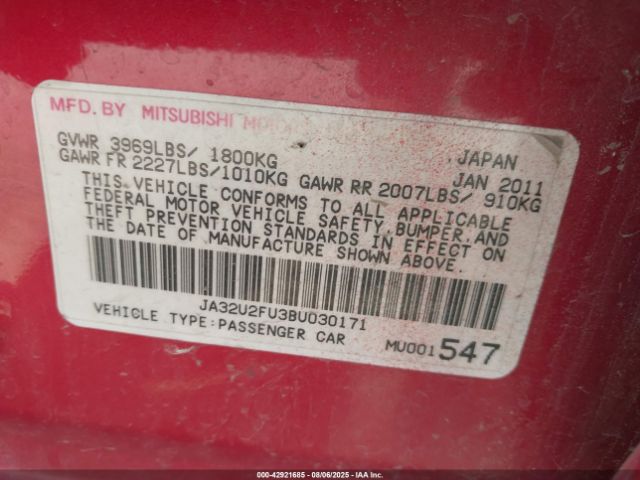 MFD. BY MITSUBISHI
GVWR 3969LBS/ 1800KG JAPAN
GAWR FR 2227LBS/1010KG JAN 2011
GAWR RR 2007LBS/ 910KG
THIS VEHICLE CONFORMS TO ALL APPLICABLE
FEDERAL MOTOR VEHICLE SAFETY, BUMPER, AND
THEFT PREVENTION STANDARDS IN EFFECT ON
THE DATE OF MANUFACTURE SHOWN ABOVE.
JA32U2FU3BU030171
VEHICLE TYPE:PASSENGER CAR MU001547
000-42921685 08/06/2025 IAAI.com